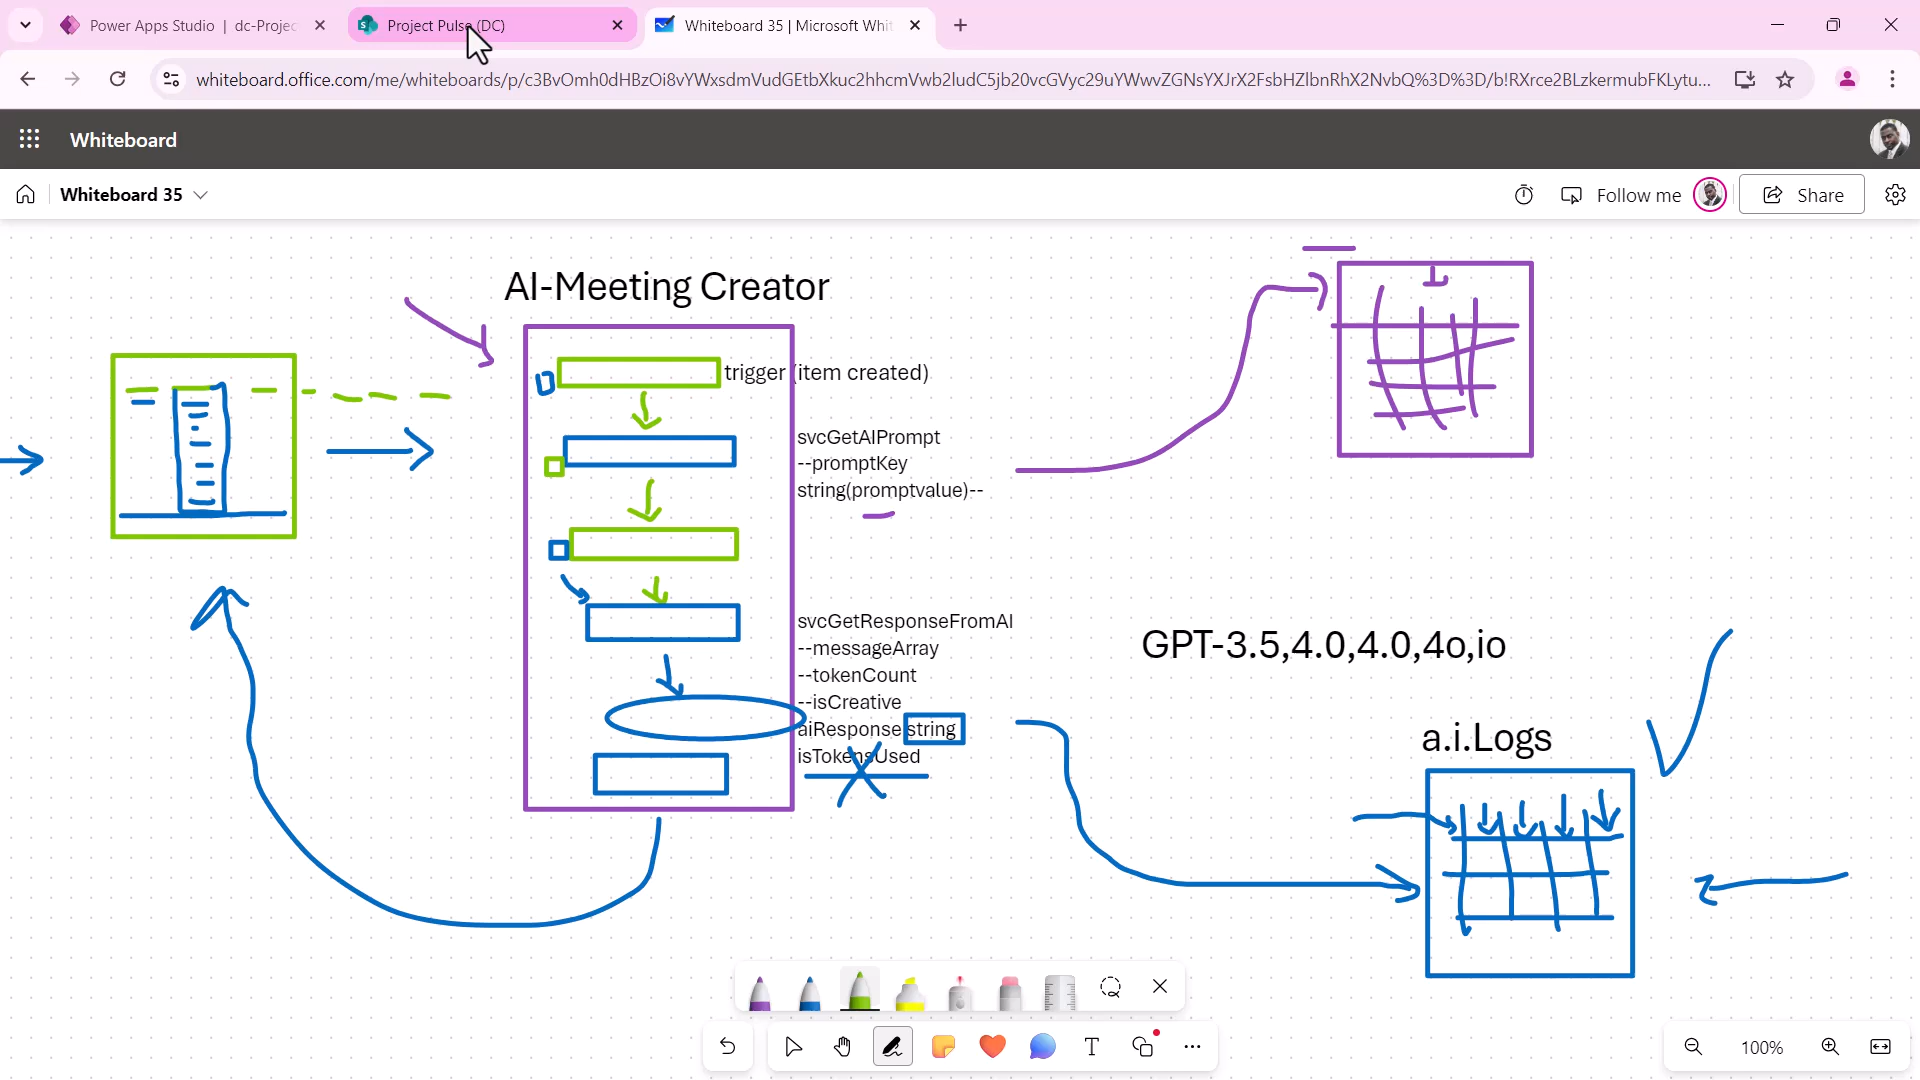 Power Apps Studio | dc-Projec
Project Pulse (DC)
Whiteboard 35 | Microsoft Whit
whiteboard.office.com/me/whiteboards/p/c3BvOmh0dHBzOi8vYWxsdmVudGEtbXkuc2hhcmVwb2ludC5jb20vcGVyc29uYWwvZGNsYXJrX2FsbHZlbnRhX2NvbQ%3D%3D/b!RXrce2BLzkermubFKLytu...
Whiteboard
Whiteboard 35
Follow me
Share
AI-Meeting Creator
trigger (item created)
svcGetAIPrompt
--promptKey
string(promptvalue)--
svcGetResponseFromAI
--messageArray
--tokenCount
--isCreative
aiResponse string
isTokensUsed
GPT-3.5,4.0,4.0,4o,io
a.i.Logs
100%